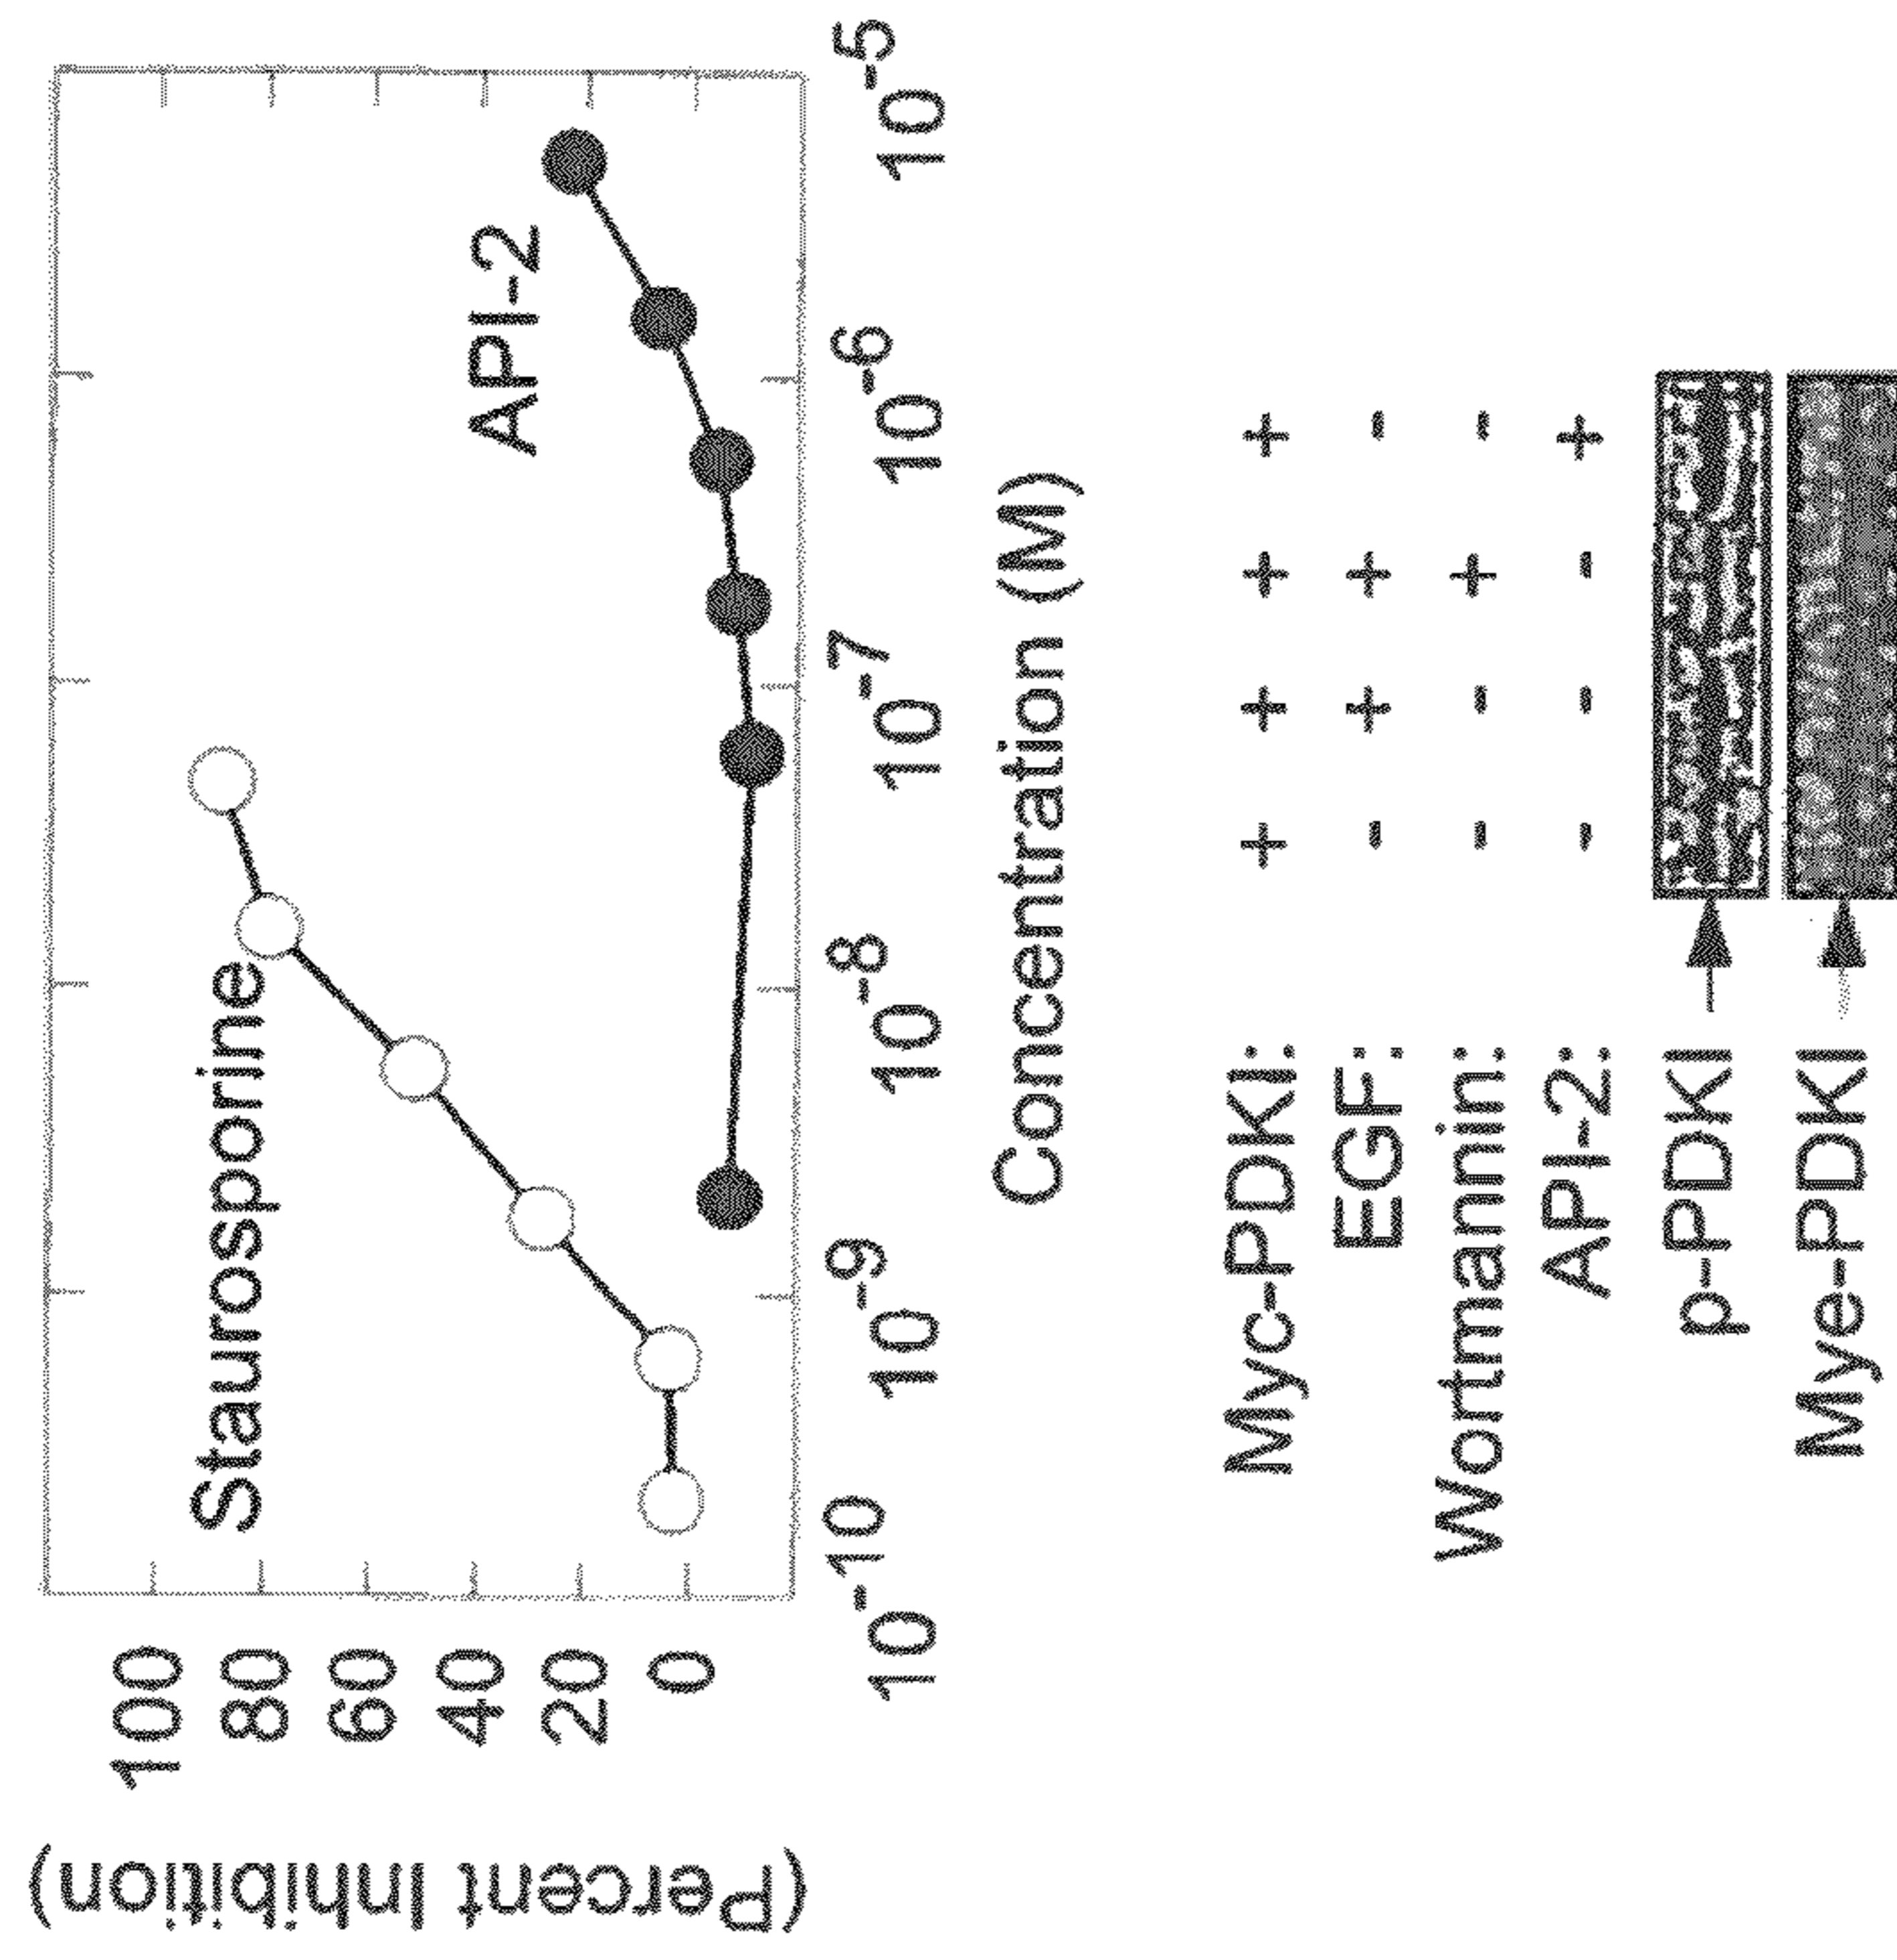 (Percent Inhibition)
100
80
60
40
20
0
Staurosporine
API-2
10-10 10-9 10-8 10-7 10-6 10-5
Concentration (M)
Myc-PDKI: + + + +
EGF: - + + -
Wortmannin: - - + -
API-2: - - - +
p-PDKI
Mye-PDKI